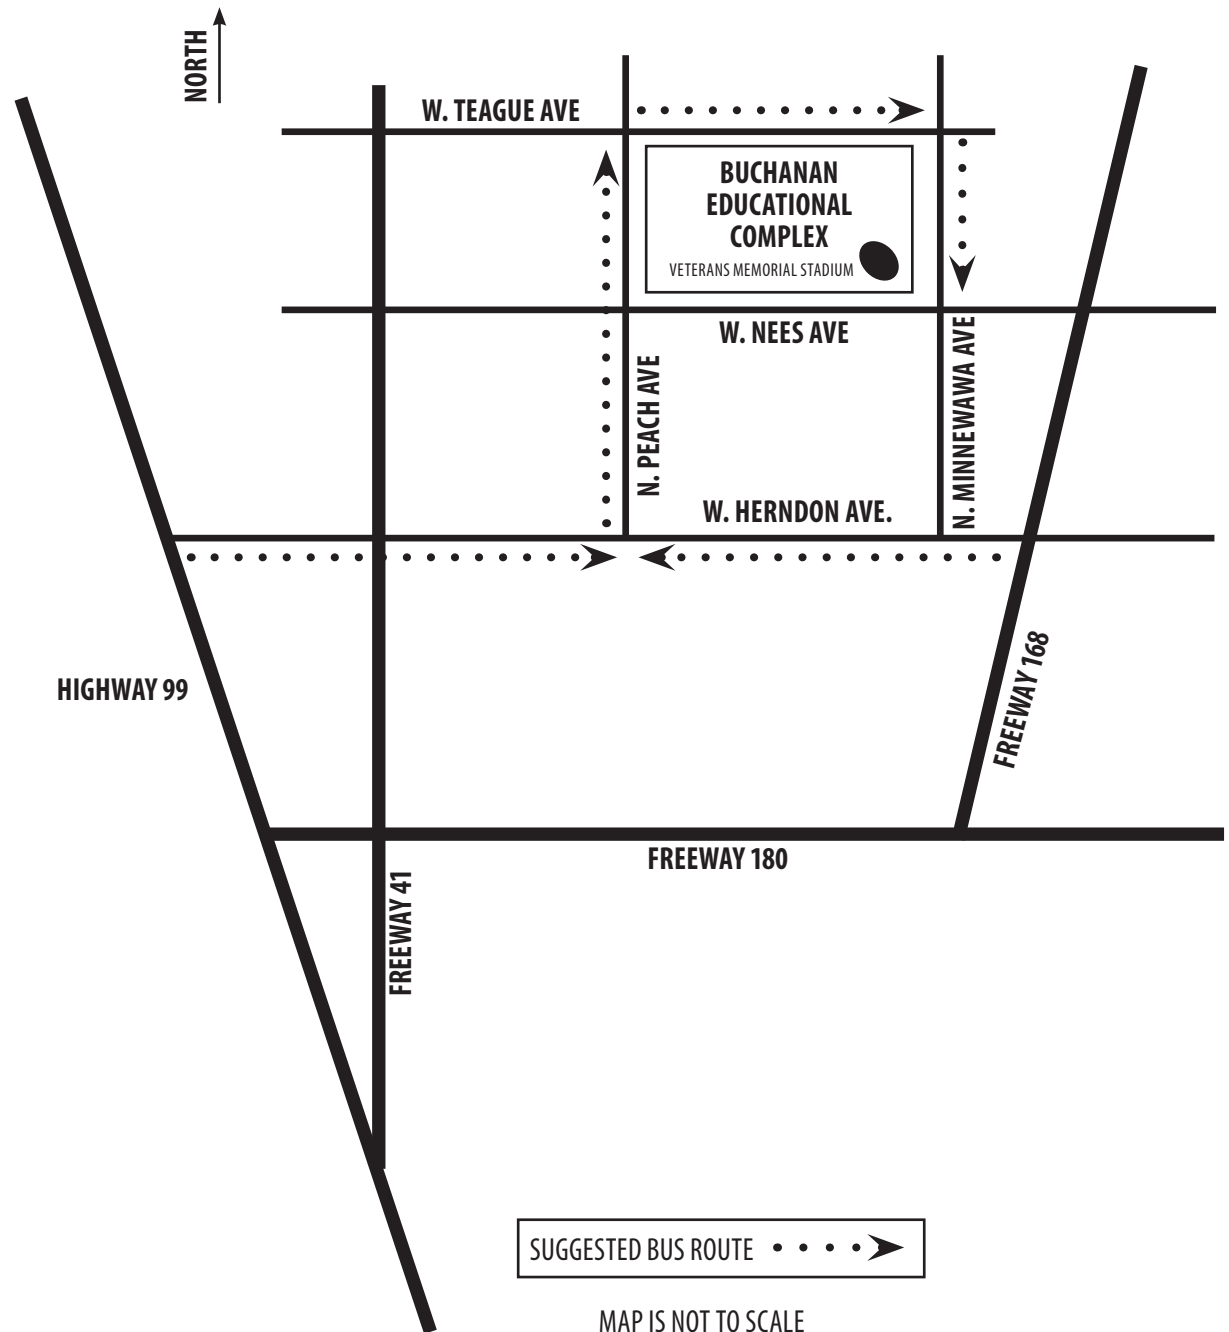 NORTH
W. TEAGUE AVE
BUCHANAN
EDUCATIONAL
COMPLEX
VETERANS MEMORIAL STADIUM
W. NEES AVE
N. PEACH AVE
N. MINNEWAWA AVE
W. HERNDON AVE.
HIGHWAY 99
FREEWAY 168
FREEWAY 180
FREEWAY 41
SUGGESTED BUS ROUTE
MAP IS NOT TO SCALE